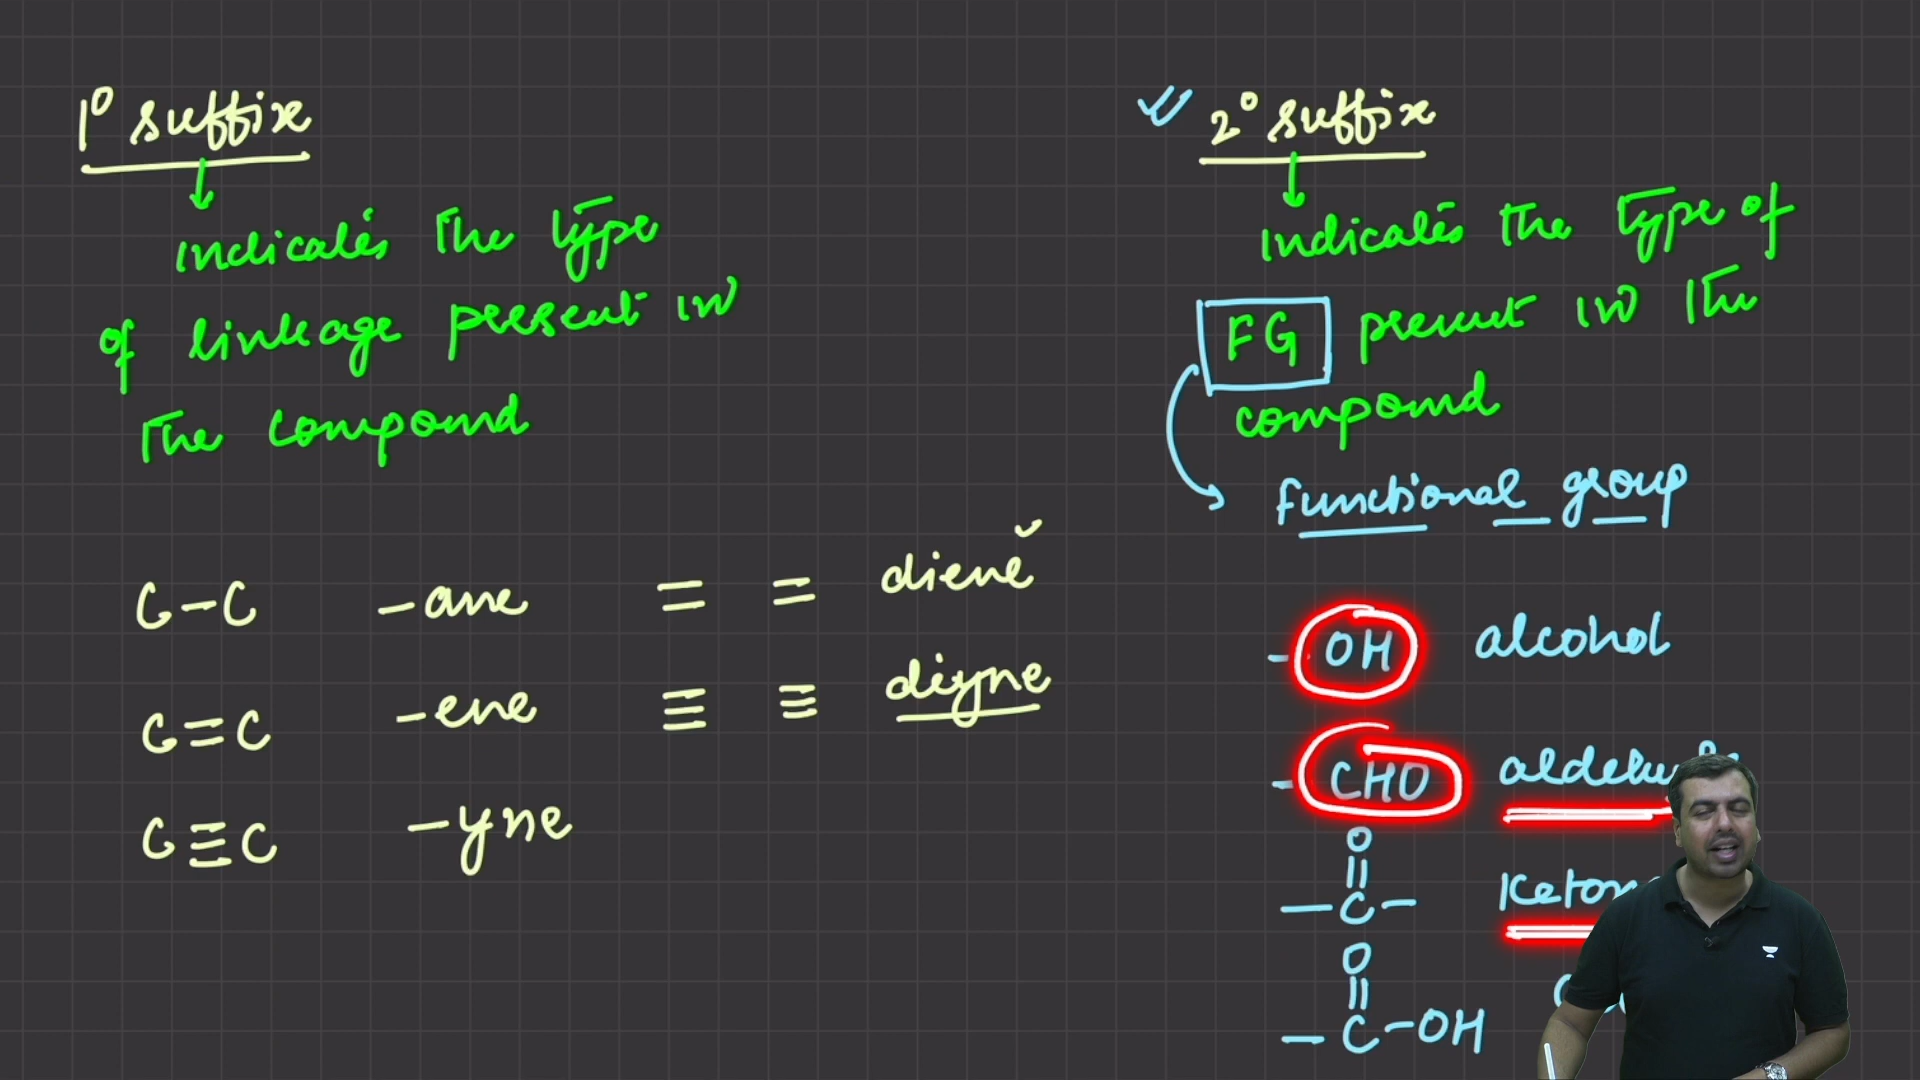 1° suffix
indicates the type
of linkage present in
the compound
C-C -ane = = diene
C=C -ene ≡ ≡ diyne
C≡C -yne
2° suffix
indicates the type of
FG present in the
compound
functional group
-OH alcohol
-CHO
O
-C-
O
-C-OH